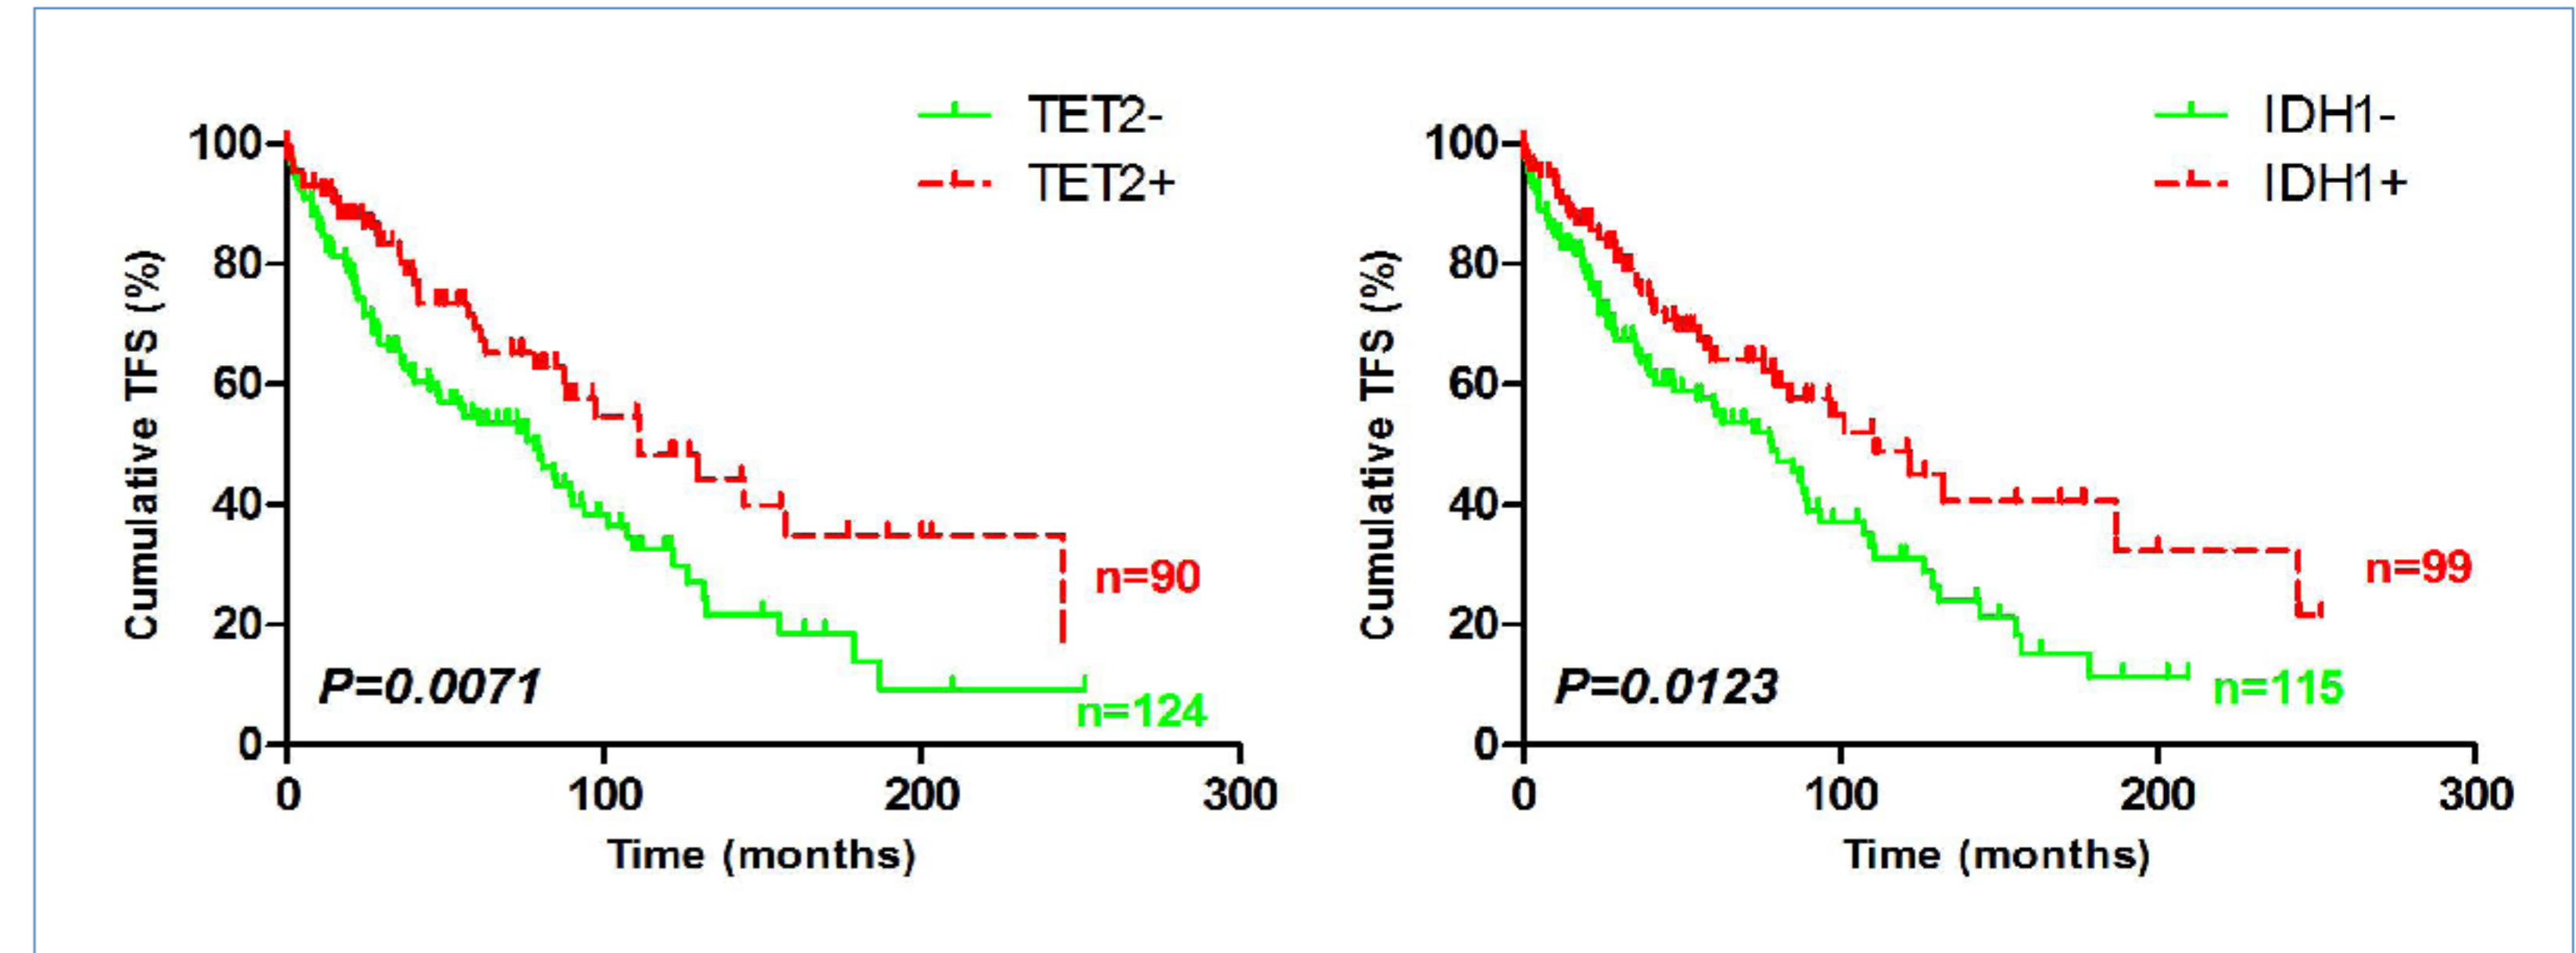 TET2-
TET2+
100
80
60
40
20
0
Cumulative TFS (%)
n=90
n=124
P=0.0071
0 100 200 300
Time (months)
IDH1-
IDH1+
100
80
60
40
20
0
Cumulative TFS (%)
n=99
n=115
P=0.0123
0 100 200 300
Time (months)